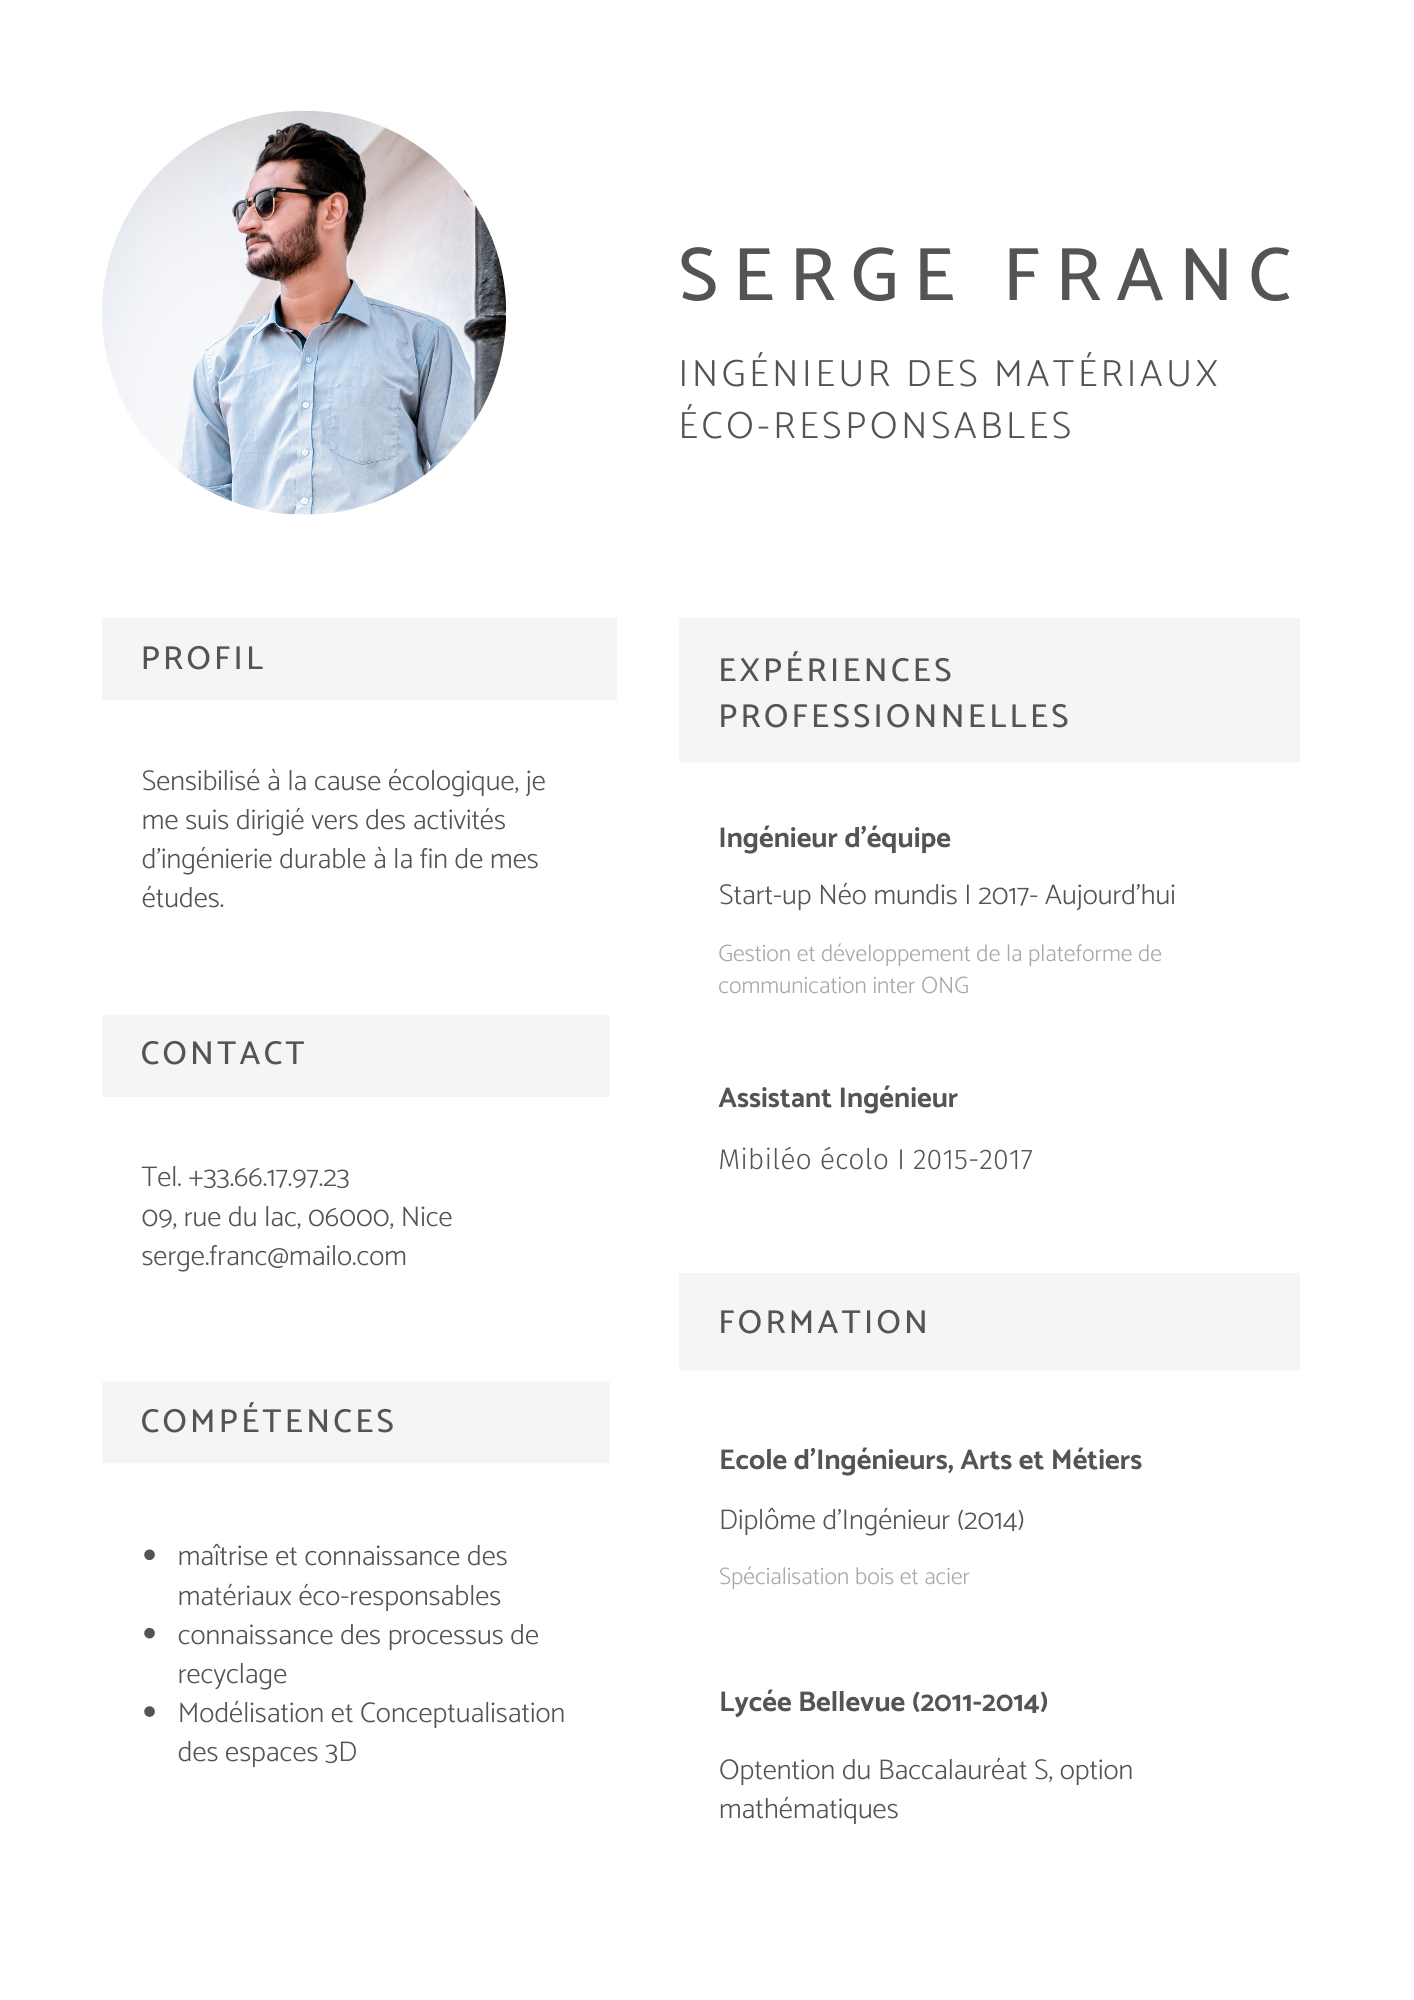 SERGE FRANC
INGÉNIEUR DES MATÉRIAUX
ÉCO-RESPONSABLES
PROFIL
Sensibilisé à la cause écologique, je
me suis dirigié vers des activités
d'ingénierie durable à la fin de mes
études.
CONTACT
Tel. +33.66.17.97.23
09, rue du lac, 06000, Nice
serge.franc@mailo.com
COMPÉTENCES
• maîtrise et connaissance des
matériaux éco-responsables
• connaissance des processus de
recyclage
• Modélisation et Conceptualisation
des espaces 3D
EXPÉRIENCES
PROFESSIONNELLES
Ingénieur d'équipe
Start-up Néo mundis I 2017- Aujourd'hui
Gestion et développement de la plateforme de
communication inter ONG
Assistant Ingénieur
Mibiléo écolo I 2015-2017
FORMATION
Ecole d'Ingénieurs, Arts et Métiers
Diplôme d'Ingénieur (2014)
Spécialisation bois et acier
Lycée Bellevue (2011-2014)
Optention du Baccalauréat S, option
mathématiques